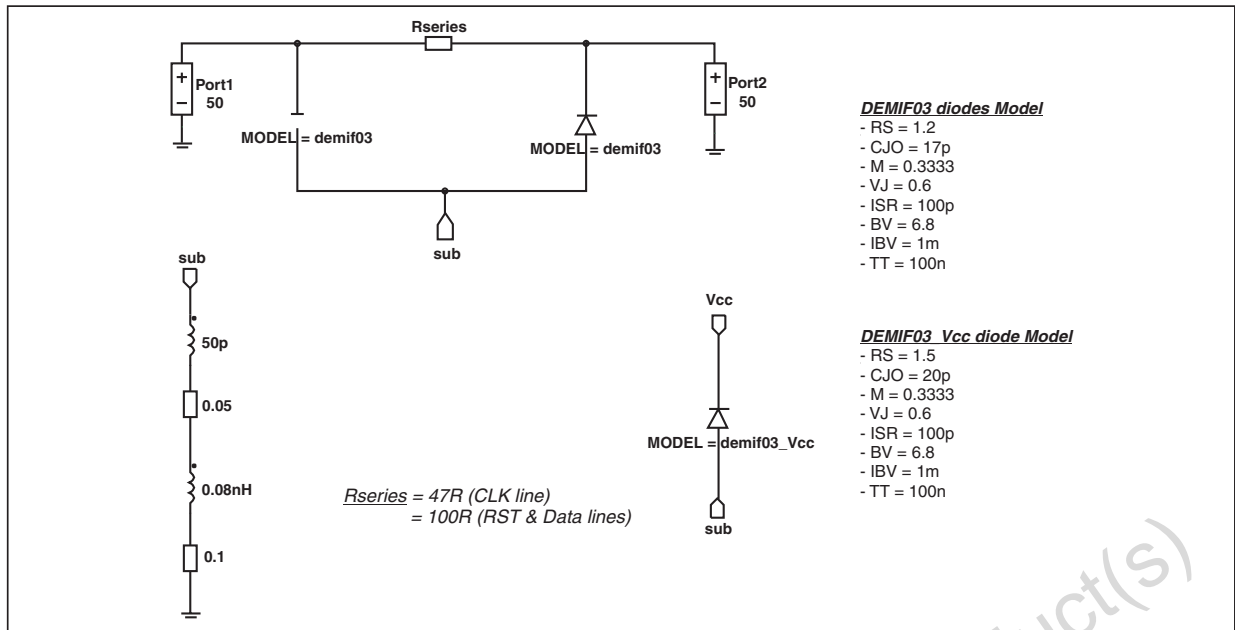 Rseries
Port1
50
Port2
50
MODEL = demif03
MODEL = demif03
sub
DEMIF03 diodes Model
- RS = 1.2
- CJO = 17p
- M = 0.3333
- VJ = 0.6
- ISR = 100p
- BV = 6.8
- IBV = 1m
- TT = 100n
sub
50p
0.05
0.08nH
0.1
Rseries = 47R (CLK line)
= 100R (RST & Data lines)
Vcc
MODEL = demif03_Vcc
sub
DEMIF03_Vcc diode Model
- RS = 1.5
- CJO = 20p
- M = 0.3333
- VJ = 0.6
- ISR = 100p
- BV = 6.8
- IBV = 1m
- TT = 100n
uct(s)